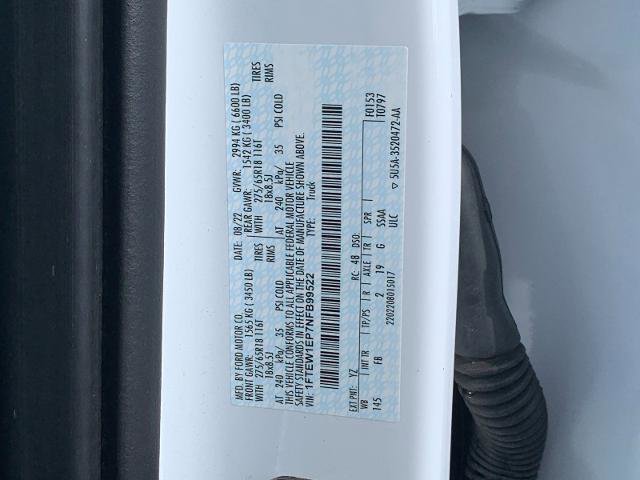 MFD. BY FORD MOTOR CO. DATE: 08/22 GVWR: 2994 KG ( 6600 LB)
FRONT GAWR: 1565 KG ( 3450 LB) REAR GAWR: 1542 KG ( 3400 LB)
WITH 275/65R18 116T TIRES WITH 275/65R18 116T TIRES
18x8.5J RIMS 18x8.5J RIMS
AT 240 kPa/ 35 PSI COLD AT 240 kPa/ 35 PSI COLD
THIS VEHICLE CONFORMS TO ALL APPLICABLE FEDERAL MOTOR VEHICLE
SAFETY STANDARDS IN EFFECT ON THE DATE OF MANUFACTURE SHOWN ABOVE.
VIN: 1FTEW1EP7NFB99522 TYPE: Truck
F0153
T0797
EXT PNT: YZ RC: 48 DSO:
WB INT TR TP/PS R AXLE TR SPR
145 FB 2 19 G SSAA
2202208015017 ULC
▽ 5U5A-3520472-AA